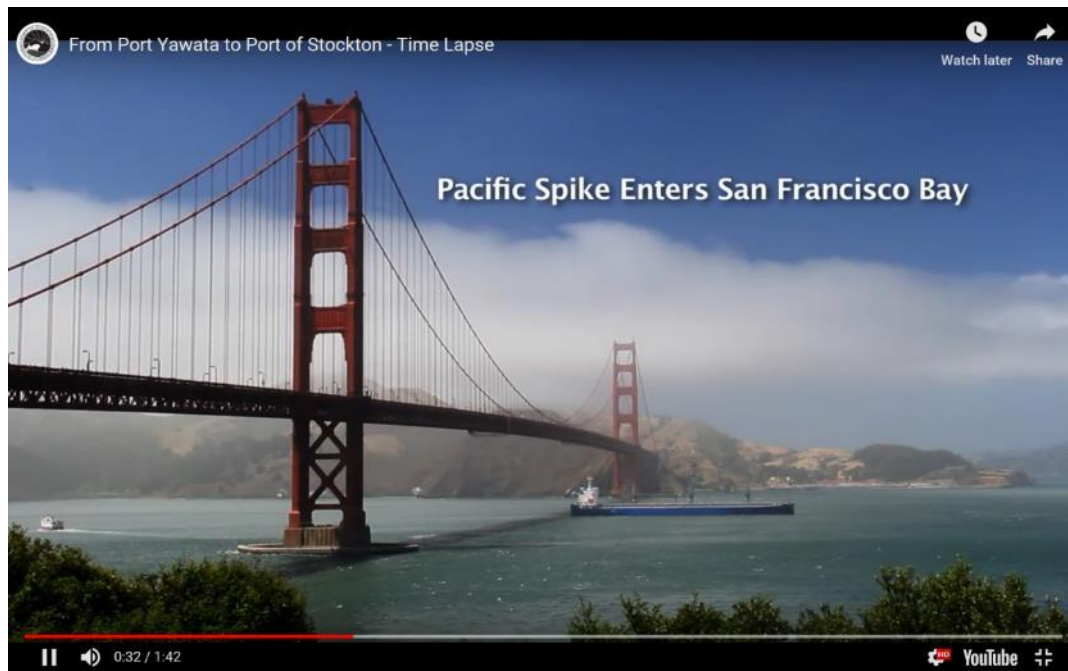 From Port Yawata to Port of Stockton - Time Lapse
Watch later
Share
Pacific Spike Enters San Francisco Bay
0:32 / 1:42
HD
YouTube